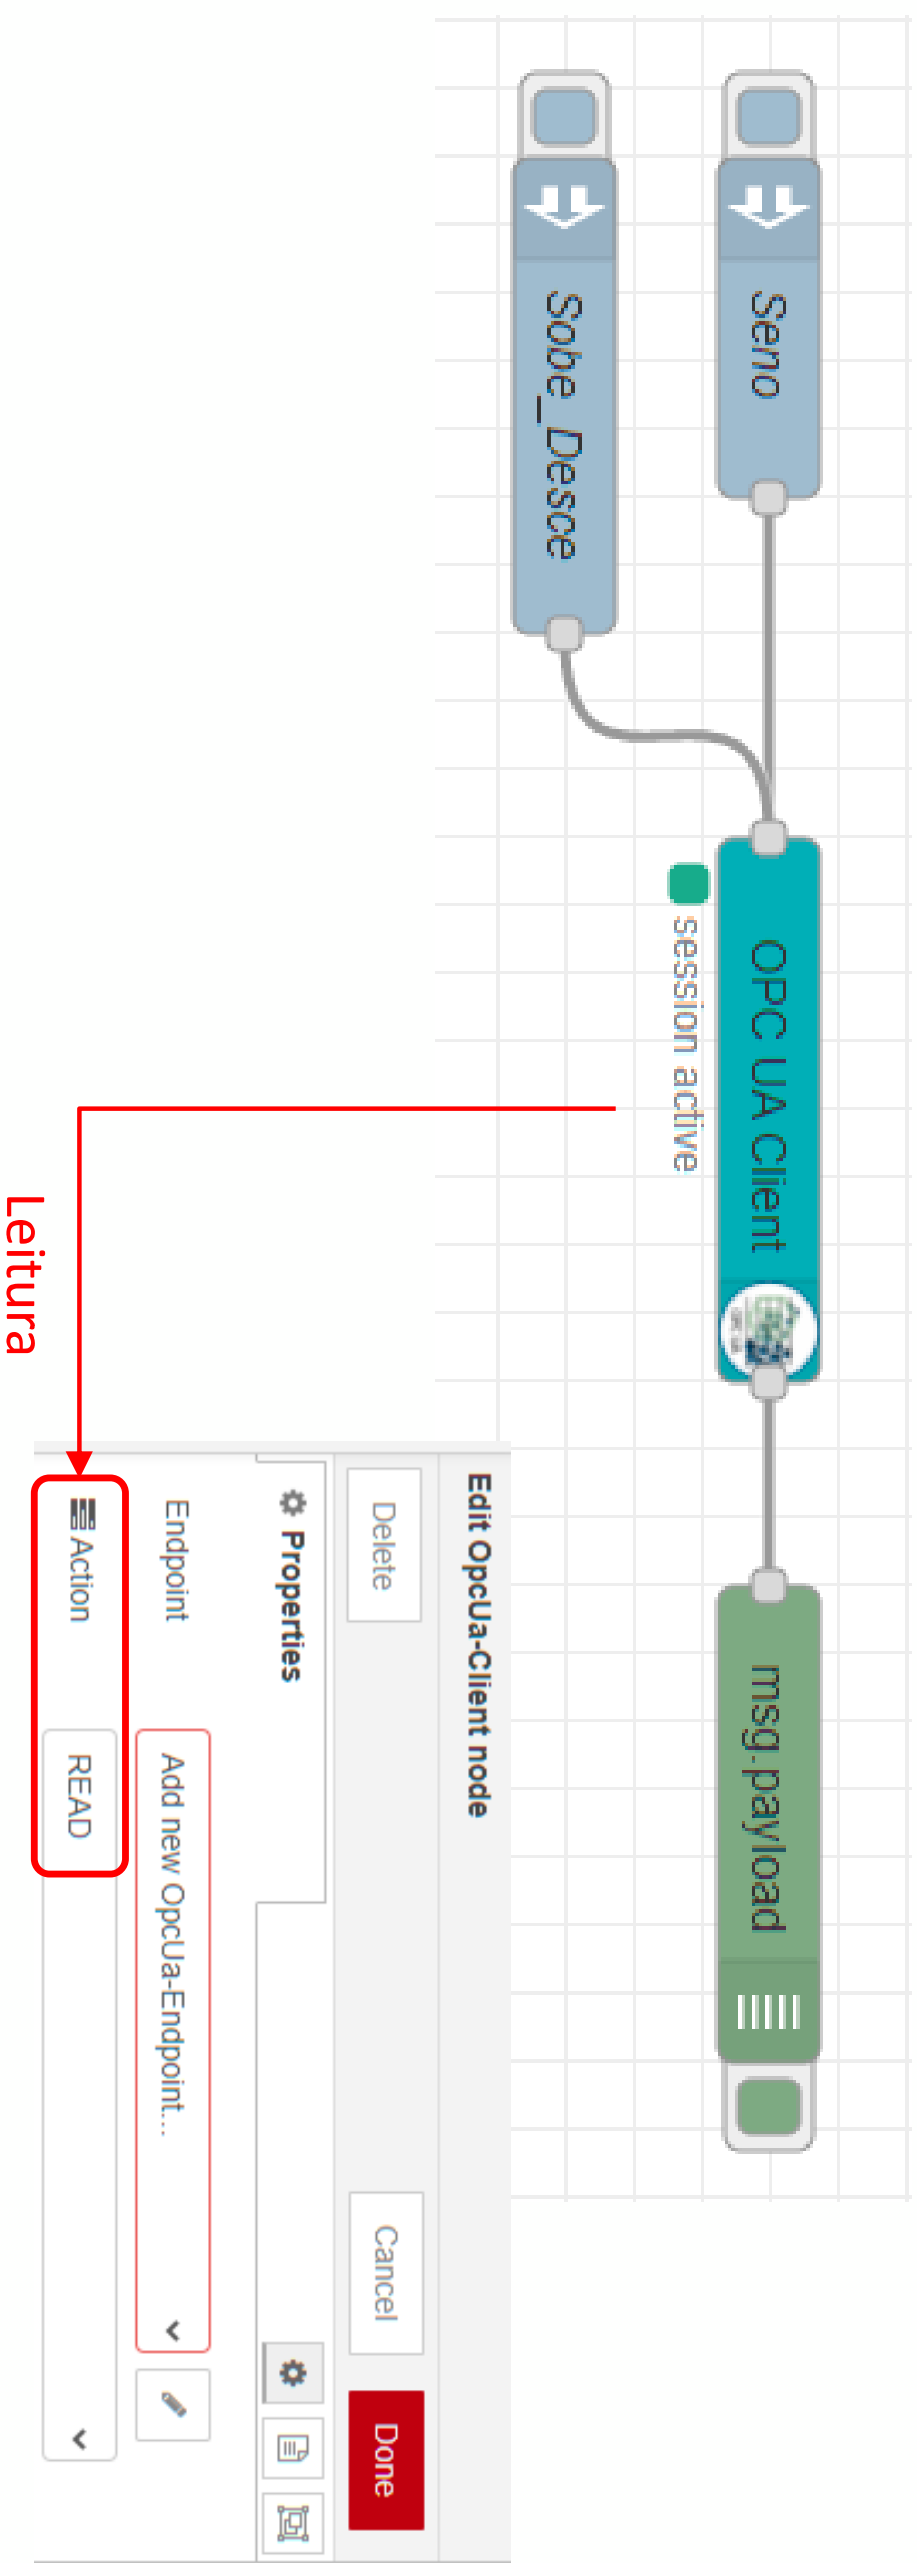 Seno
OPC UA Client
msg.payload
session active
Sobe_Desce
Edit OpcUa-Client node
Delete
Cancel
Done
Properties
Endpoint
Add new OpcUa-Endpoint...
Action
READ
Leitura